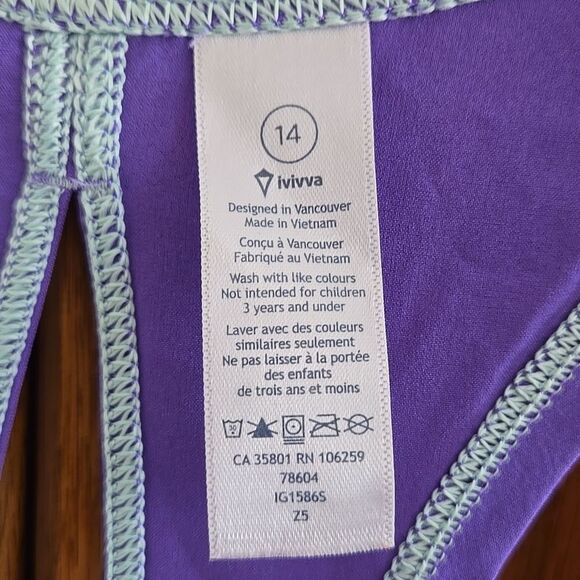 14
ivivva
Designed in Vancouver
Made in Vietnam
Conçu à Vancouver
Fabriqué au Vietnam
Wash with like colours
Not intended for children
3 years and under
Laver avec des couleurs
similaires seulement
Ne pas laisser à la portée
des enfants
de trois ans et moins
30
CA 35801 RN 106259
78604
IG1586S
Z5